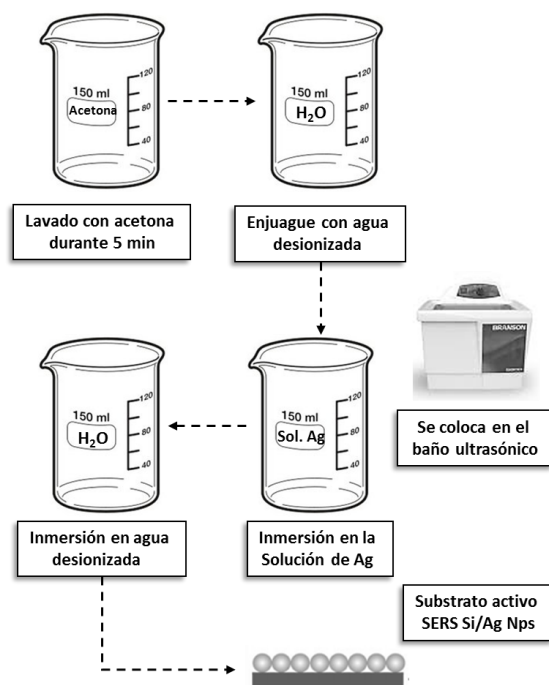 150 ml
120
80
40
Acetona
150 ml
120
80
40
H₂O
Lavado con acetona
durante 5 min
Enjuague con agua
desionizada
BRANSON
Se coloca en el
baño ultrasónico
150 ml
120
80
40
H₂O
150 ml
120
80
40
Sol. Ag
Inmersión en agua
desionizada
Inmersión en la
Solución de Ag
Substrato activo
SERS Si/Ag Nps